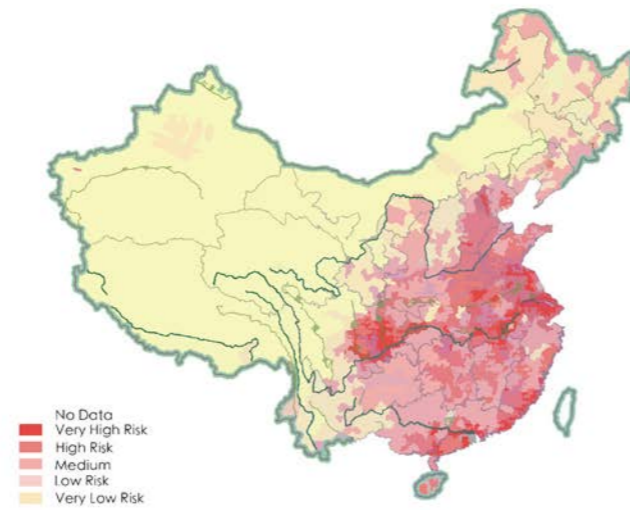 No Data
Very High Risk
High Risk
Medium
Low Risk
Very Low Risk